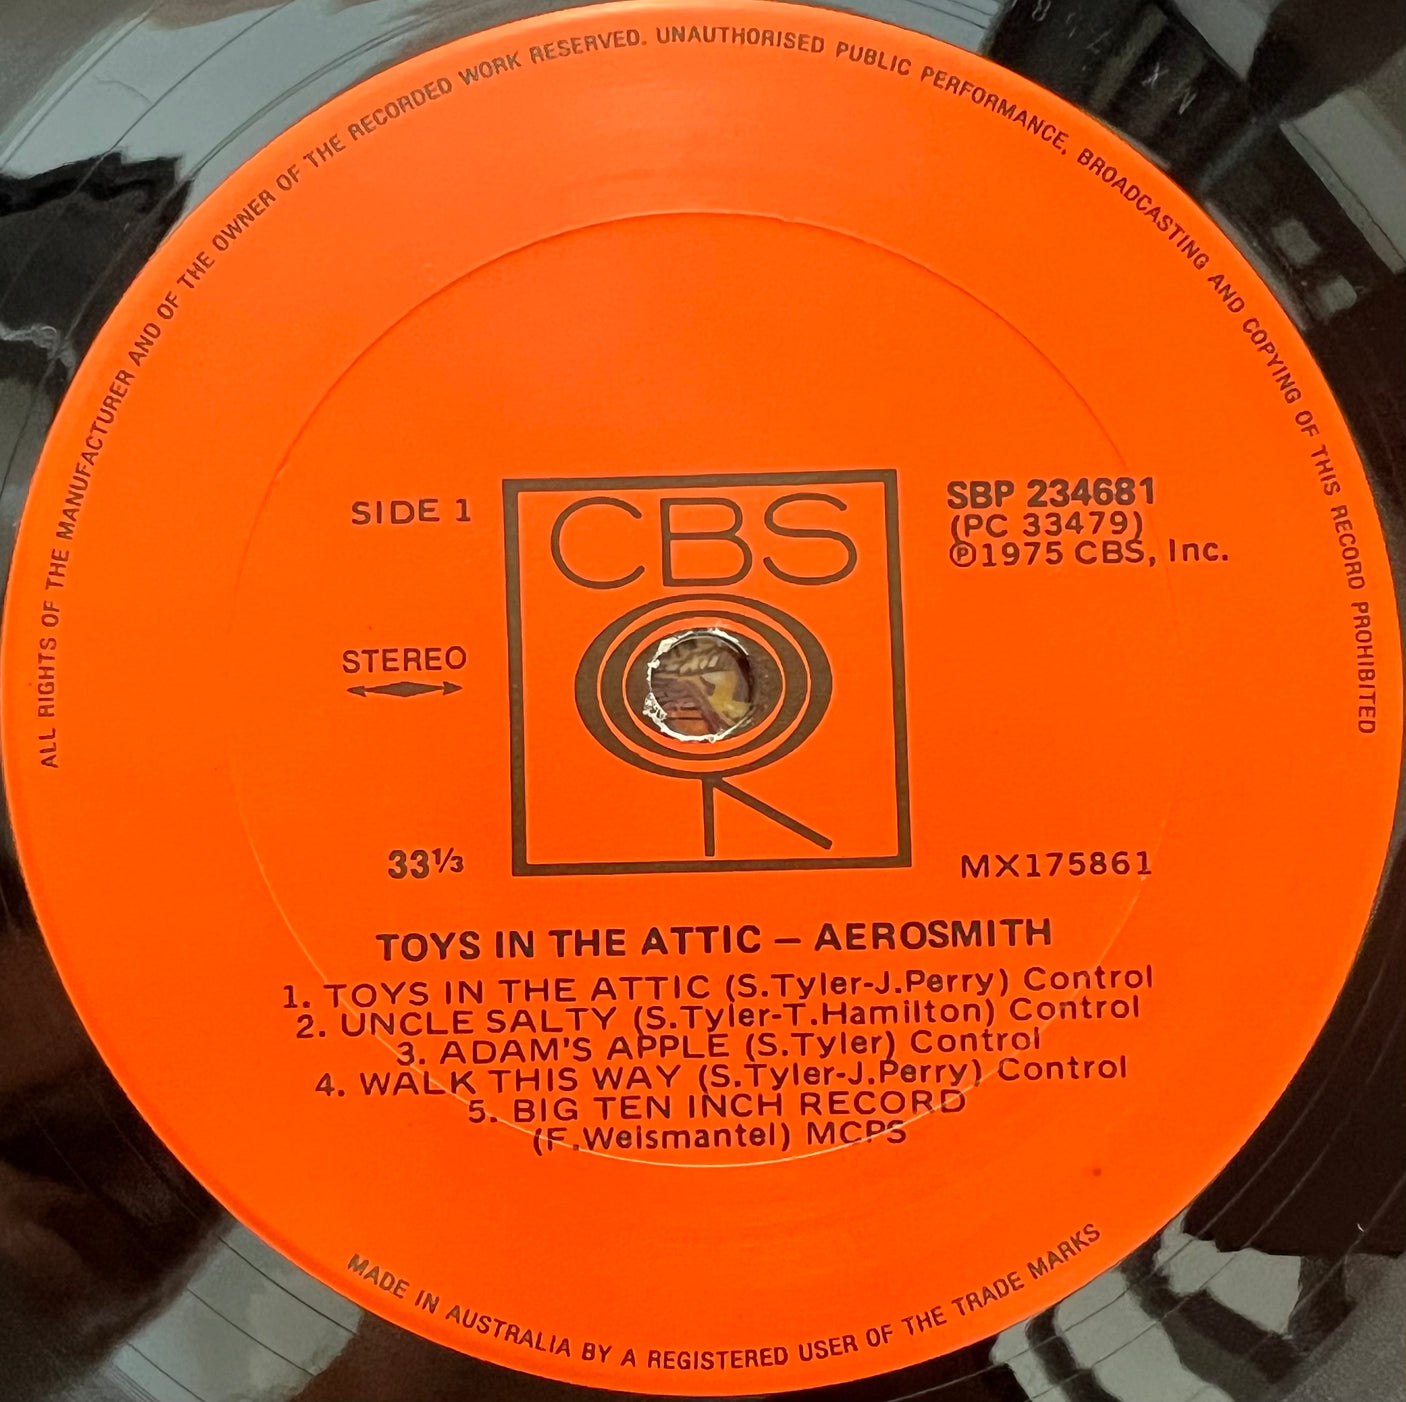 ALL RIGHTS OF THE MANUFACTURER AND OF THE OWNER OF THE RECORDED WORK RESERVED. UNAUTHORISED PUBLIC PERFORMANCE, BROADCASTING AND COPYING OF THIS RECORD PROHIBITED
SIDE 1
CBS
SBP 234681
(PC 33479)
℗1975 CBS, Inc.
STEREO
33⅓
MX175861
TOYS IN THE ATTIC – AEROSMITH
1. TOYS IN THE ATTIC (S.Tyler-J.Perry) Control
2. UNCLE SALTY (S.Tyler-T.Hamilton) Control
3. ADAM'S APPLE (S.Tyler) Control
4. WALK THIS WAY (S.Tyler-J.Perry) Control
5. BIG TEN INCH RECORD
(F.Weismantel) MCPS
MADE IN AUSTRALIA BY A REGISTERED USER OF THE TRADE MARKS